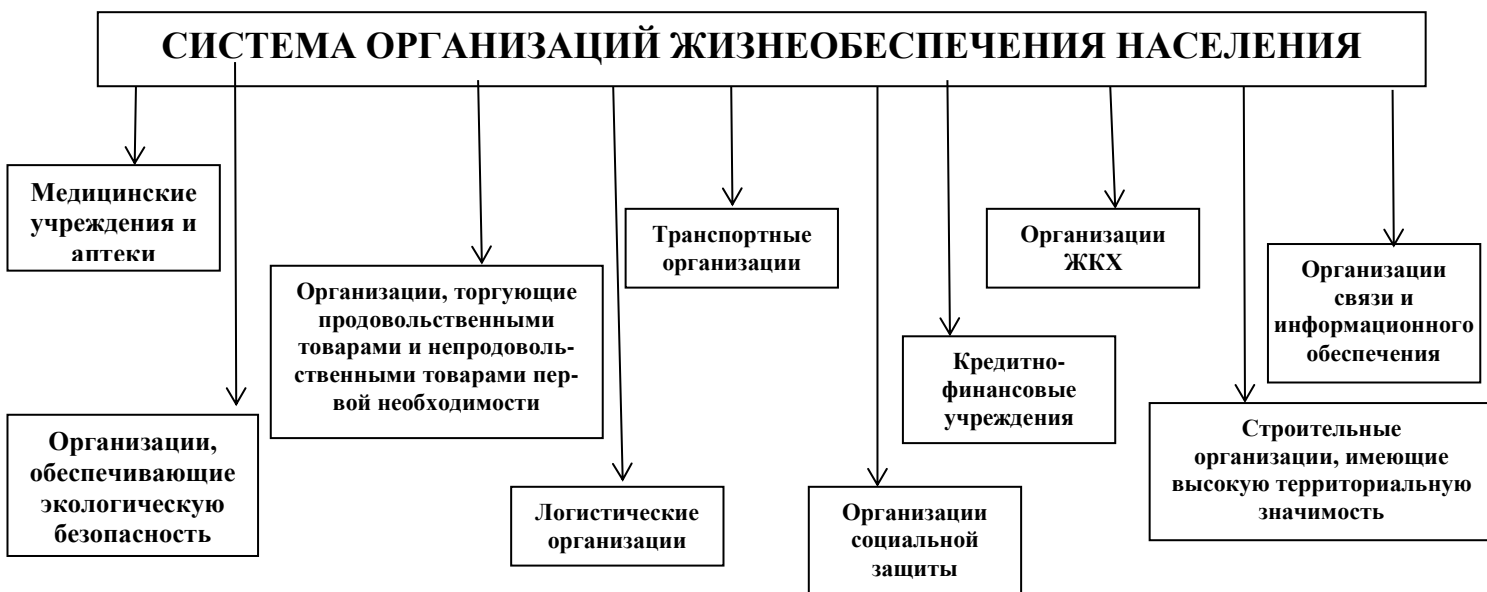 СИСТЕМА ОРГАНИЗАЦИЙ ЖИЗНЕОБЕСПЕЧЕНИЯ НАСЕЛЕНИЯ
Медицинские
учреждения и
аптеки
Транспортные
организации
Организации
ЖКХ
Организации
связи и
информационного
обеспечения
Организации, торгующие
продовольственными
товарами и непродоволь-
ственными товарами пер-
вой необходимости
Кредитно-
финансовые
учреждения
Организации,
обеспечивающие
экологическую
безопасность
Строительные
организации, имеющие
высокую территориальную
значимость
Логистические
организации
Организации
социальной
защиты